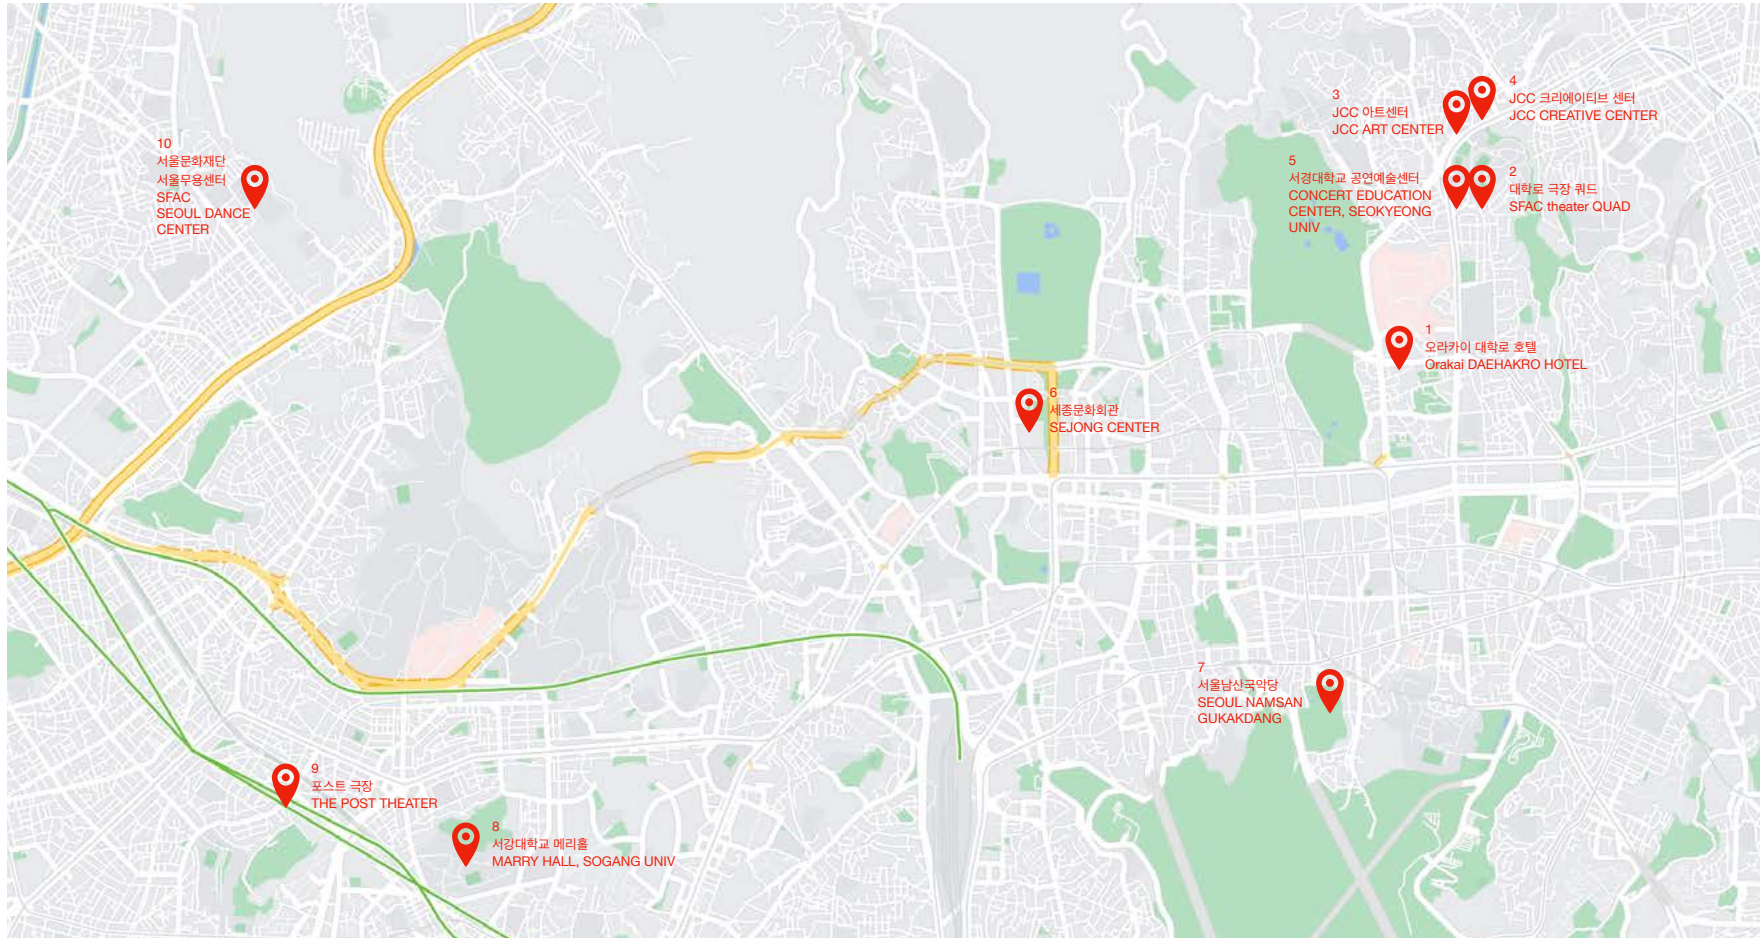 4
JCC 크리에이티브 센터
JCC CREATIVE CENTER
3
JCC 아트센터
JCC ART CENTER
10
서울문화재단
서울무용센터
SFAC
SEOUL DANCE
CENTER
5
서경대학교 공연예술센터
CONCERT EDUCATION
CENTER, SEOKYEONG
UNIV
2
대학로 극장 쿼드
SFAC theater QUAD
1
오라카이 대학로 호텔
Orakai DAEHAKRO HOTEL
6
세종문화회관
SEJONG CENTER
7
서울남산국악당
SEOUL NAMSAN
GUKAKDANG
9
포스트 극장
THE POST THEATER
8
서강대학교 메리홀
MARRY HALL, SOGANG UNIV